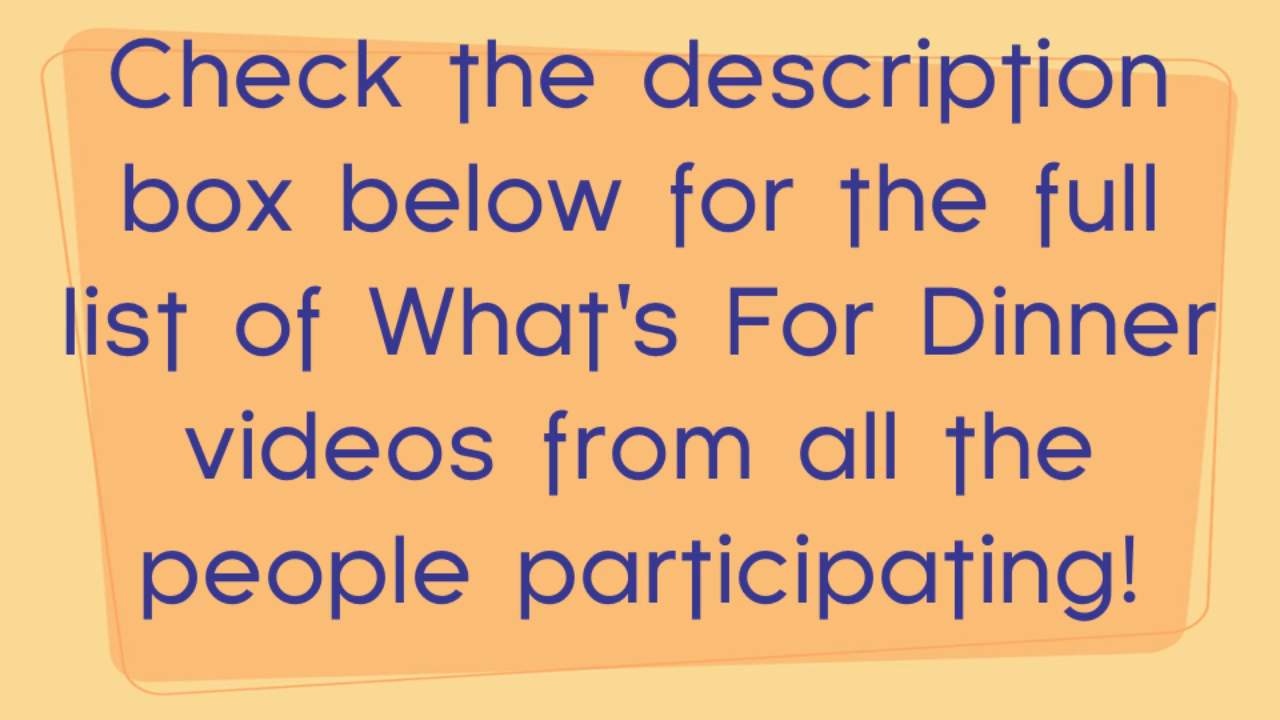 Check the description
box below for the full
list of What's For Dinner
videos from all the
people participating!